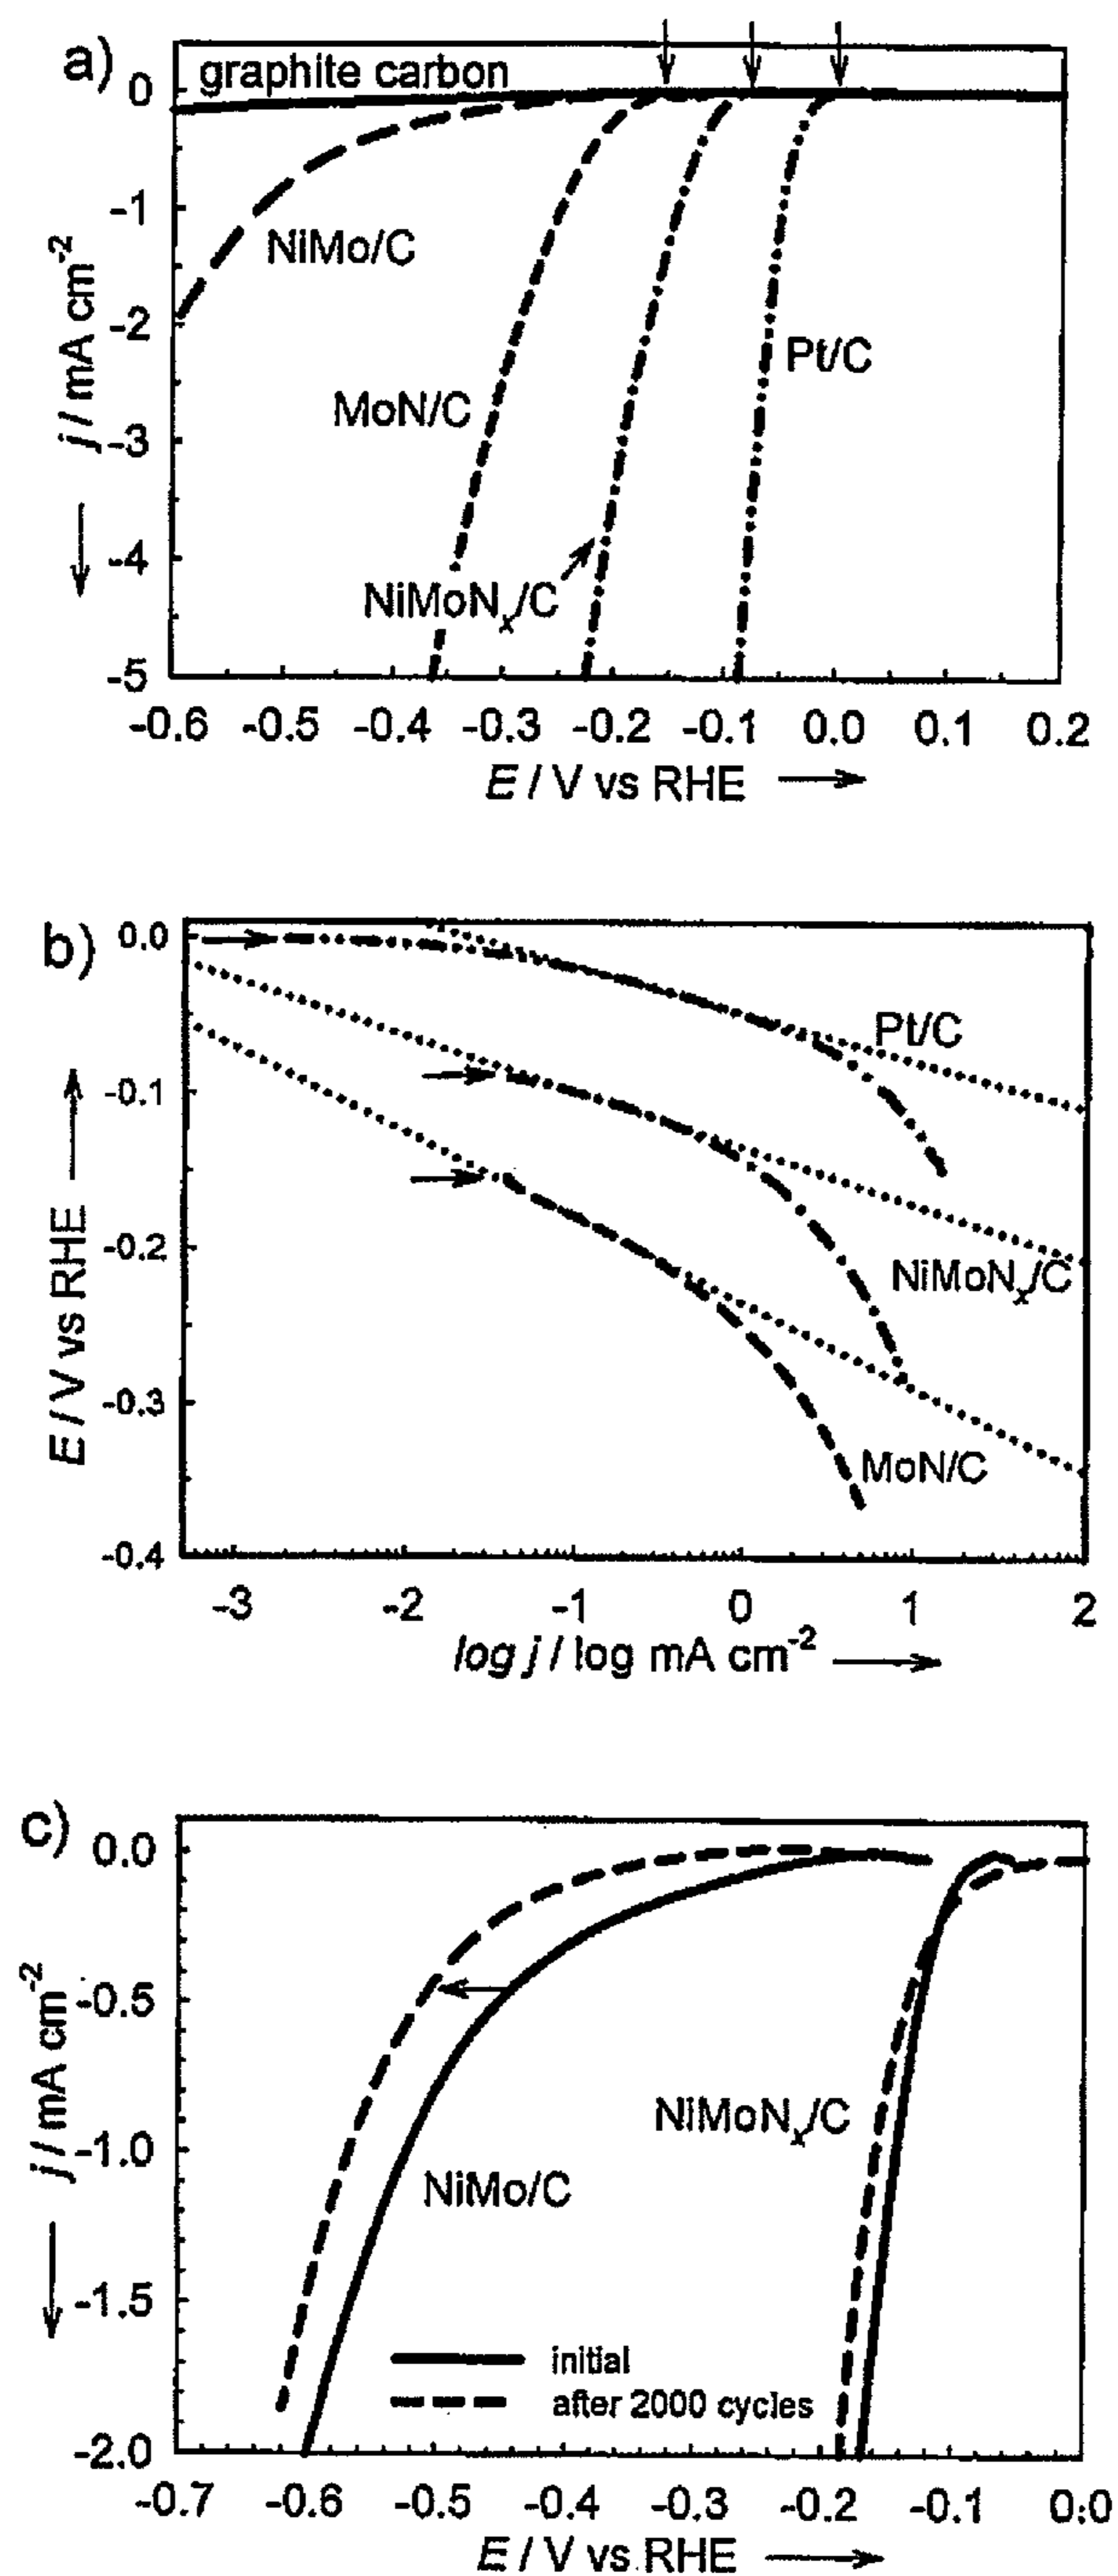 a)
graphite carbon
0
-1
-2
-3
-4
-5
j / mA cm-2
NiMo/C
MoN/C
NiMoNx/C
Pt/C
-0.6 -0.5 -0.4 -0.3 -0.2 -0.1 0.0 0.1 0.2
E / V vs RHE
b)
0.0
-0.1
-0.2
-0.3
-0.4
E / V vs RHE
Pt/C
NiMoNx/C
MoN/C
-3 -2 -1 0 1 2
log j / log mA cm-2
c)
0.0
-0.5
-1.0
-1.5
-2.0
j / mA cm-2
NiMoNx/C
NiMo/C
initial
after 2000 cycles
-0.7 -0.6 -0.5 -0.4 -0.3 -0.2 -0.1 0.0
E / V vs RHE